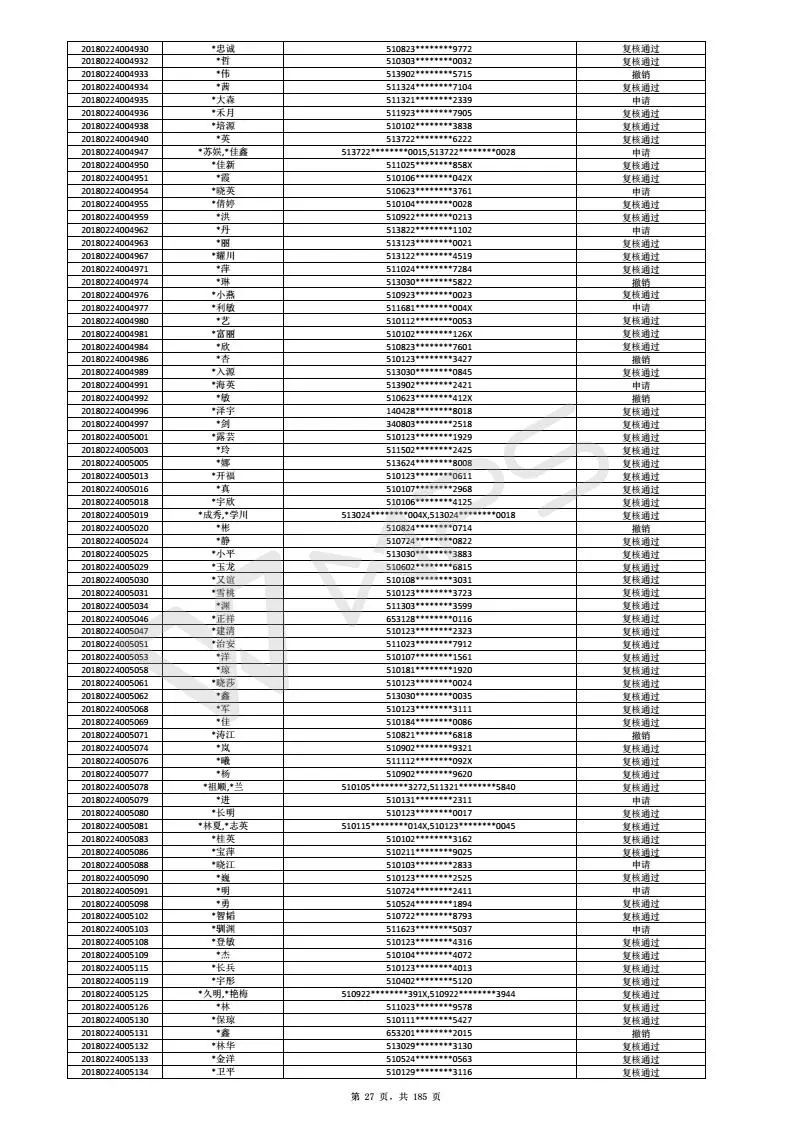 20180224004930 *忠诚 510823********9772 复核通过
20180224004932 *哲 510303********0032 复核通过
20180224004933 *伟 513902********5715 撤销
20180224004934 *茜 511324********7104 复核通过
20180224004935 *大森 511321********2339 申请
20180224004936 *禾月 511923********7905 复核通过
20180224004938 *培源 510102********3838 复核通过
20180224004940 *英 513722********6222 复核通过
20180224004947 *苏娱,*佳鑫 513722********0015,513722********0028 申请
20180224004950 *佳新 511025********858X 复核通过
20180224004951 *霞 510106********042X 复核通过
20180224004954 *晓英 510623********3761 申请
20180224004955 *倩婷 510104********0028 复核通过
20180224004959 *洪 510922********0213 复核通过
20180224004962 *丹 513822********1102 申请
20180224004963 *丽 513123********0021 复核通过
20180224004967 *耀川 513122********4519 复核通过
20180224004971 *萍 511024********7284 复核通过
20180224004974 *琳 513030********5822 撤销
20180224004976 *小燕 510923********0023 复核通过
20180224004977 *利敏 511681********004X 申请
20180224004980 *艺 510112********0053 复核通过
20180224004981 *富丽 510102********126X 复核通过
20180224004984 *欣 510823********7601 复核通过
20180224004986 *杏 510123********3427 撤销
20180224004989 *入源 513030********0845 复核通过
20180224004991 *海英 513902********2421 申请
20180224004992 *敏 510623********412X 撤销
20180224004996 *泽宇 140428********8018 复核通过
20180224004997 *剑 340803********2518 复核通过
20180224005001 *露芸 510123********1929 复核通过
20180224005003 *玲 511502********2425 复核通过
20180224005005 *娜 513624********8008 复核通过
20180224005013 *开福 510123********0611 复核通过
20180224005016 *真 510107********2968 复核通过
20180224005018 *宇欣 510106********4125 复核通过
20180224005019 *成秀,*学川 513024********004X,513024********0018 复核通过
20180224005020 *彬 510824********0714 撤销
20180224005024 *静 510724********0822 复核通过
20180224005025 *小平 513030********3883 复核通过
20180224005029 *玉龙 510602********6815 复核通过
20180224005030 *又谊 510108********3031 复核通过
20180224005031 *雪桃 510123********3723 复核通过
20180224005034 *渊 511303********3599 复核通过
20180224005046 *正祥 653128********0116 复核通过
20180224005047 *建清 510123********2323 复核通过
20180224005051 *治安 511023********7912 复核通过
20180224005053 *洋 510107********1561 复核通过
20180224005058 *琼 510181********1920 复核通过
20180224005061 *晓莎 510123********0024 复核通过
20180224005062 *鑫 513030********0035 复核通过
20180224005068 *军 510123********3111 复核通过
20180224005069 *佳 510184********0086 复核通过
20180224005071 *涛江 510821********6818 撤销
20180224005074 *岚 510902********9321 复核通过
20180224005076 *曦 511112********092X 复核通过
20180224005077 *杨 510902********9620 复核通过
20180224005078 *祖顺,*兰 510105********3272,511321********5840 复核通过
20180224005079 *进 510131********2311 申请
20180224005080 *长明 510123********0017 复核通过
20180224005081 *林夏,*志英 510115********014X,510123********0045 复核通过
20180224005083 *桂英 510102********3162 复核通过
20180224005086 *宝萍 510211********9025 复核通过
20180224005088 *晓江 510103********2833 申请
20180224005090 *巍 510123********2525 复核通过
20180224005091 *明 510724********2411 申请
20180224005098 *勇 510524********1894 复核通过
20180224005102 *智韬 510722********8793 复核通过
20180224005103 *驯渊 511623********5037 申请
20180224005108 *登敏 510123********4316 复核通过
20180224005109 *杰 510104********4072 复核通过
20180224005115 *长兵 510123********4013 复核通过
20180224005119 *宇彤 510402********5120 复核通过
20180224005125 *久明,*艳梅 510922********391X,510922********3944 复核通过
20180224005126 *林 511023********9578 复核通过
20180224005130 *保琼 510111********5427 复核通过
20180224005131 *鑫 653201********2015 撤销
20180224005132 *林华 513029********3130 复核通过
20180224005133 *金洋 510524********0563 复核通过
20180224005134 *卫平 510129********3116 复核通过
第 27 页，共 185 页